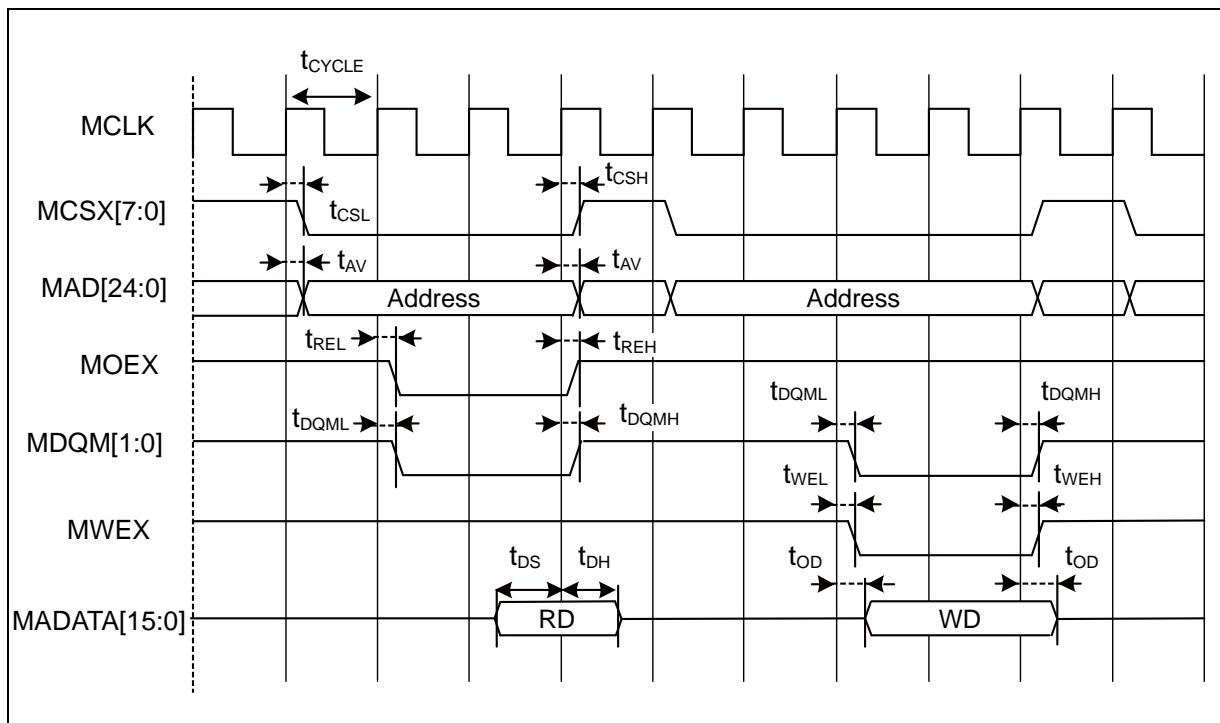 tCYCLE
MCLK
tCSH
MCSX[7:0]
tCSL
tAV tAV
MAD[24:0]
Address Address
tREL tREH
MOEX
tDQML tDQMH
tDQML tDQMH
MDQM[1:0]
tWEL tWEH
MWEX
tDS tDH
tOD tOD
MADATA[15:0]
RD WD